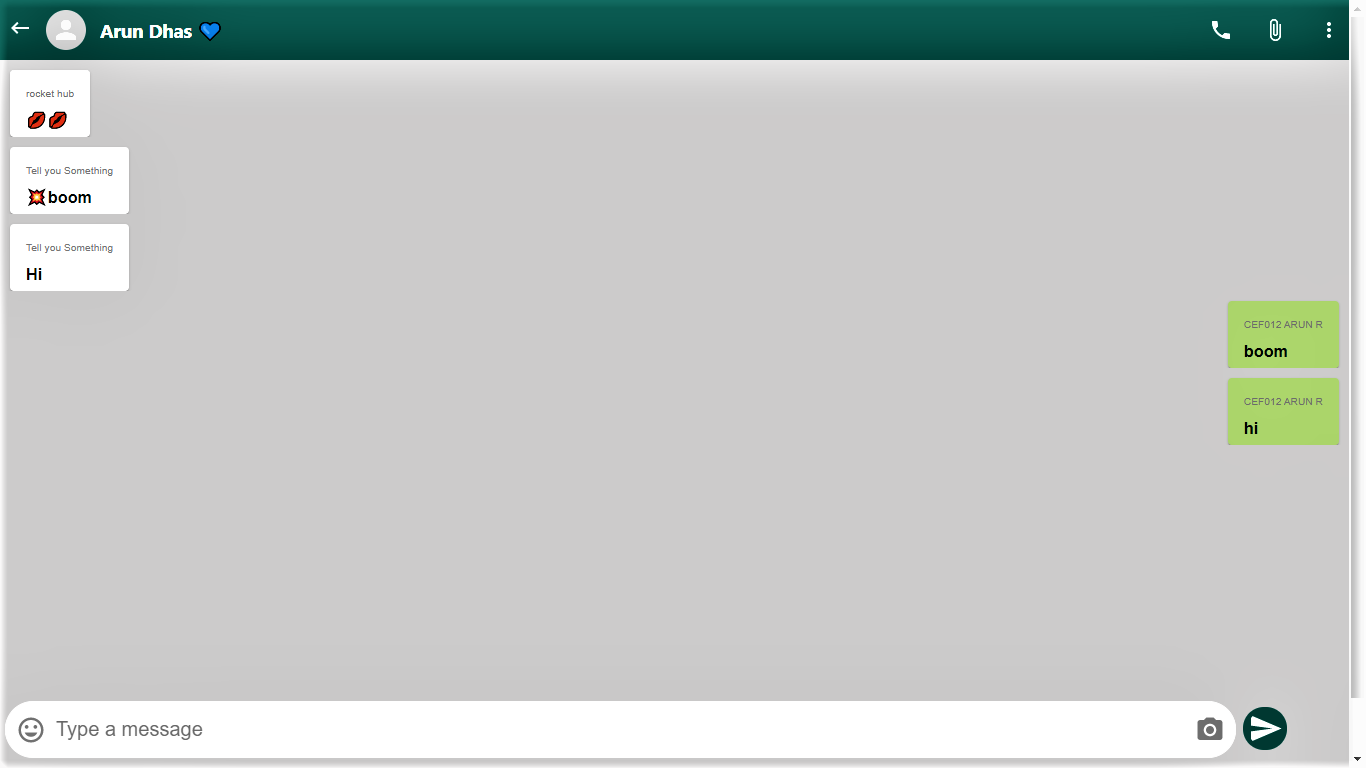 Arun Dhas 💙
rocket hub
💋💋
Tell you Something
💥boom
Tell you Something
Hi
CEF012 ARUN R
boom
CEF012 ARUN R
hi
Type a message